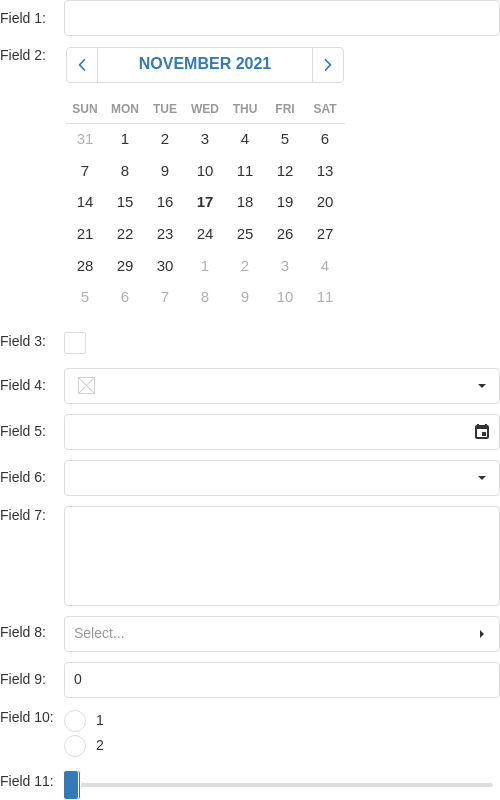 Field 1:
Field 2:
NOVEMBER 2021
SUN MON TUE WED THU FRI SAT
31 1 2 3 4 5 6
7 8 9 10 11 12 13
14 15 16 17 18 19 20
21 22 23 24 25 26 27
28 29 30 1 2 3 4
5 6 7 8 9 10 11
Field 3:
Field 4:
Field 5:
Field 6:
Field 7:
Field 8: Select...
Field 9: 0
Field 10: 1
2
Field 11: